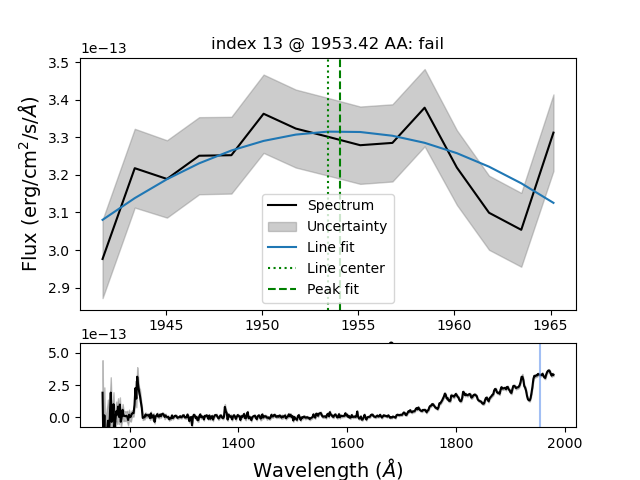 index 13 @ 1953.42 AA: fail
1e−13
3.5
3.4
3.3
3.2
3.1
3.0
2.9
Flux (erg/cm²/s/Å)
Spectrum
Uncertainty
Line fit
Line center
Peak fit
1945 1950 1955 1960 1965
1e−13
5.0
2.5
0.0
1200 1400 1600 1800 2000
Wavelength (Å)